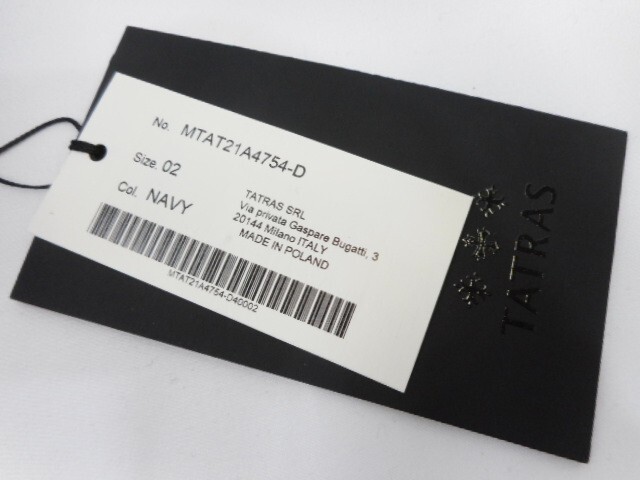 No. MTAT21A4754-D
Size. 02
Col. NAVY
TATRAS SRL
Via privata Gaspare Bugatti, 3
20144 Milano ITALY
MADE IN POLAND
MTAT21A4754-D40002
TATRAS